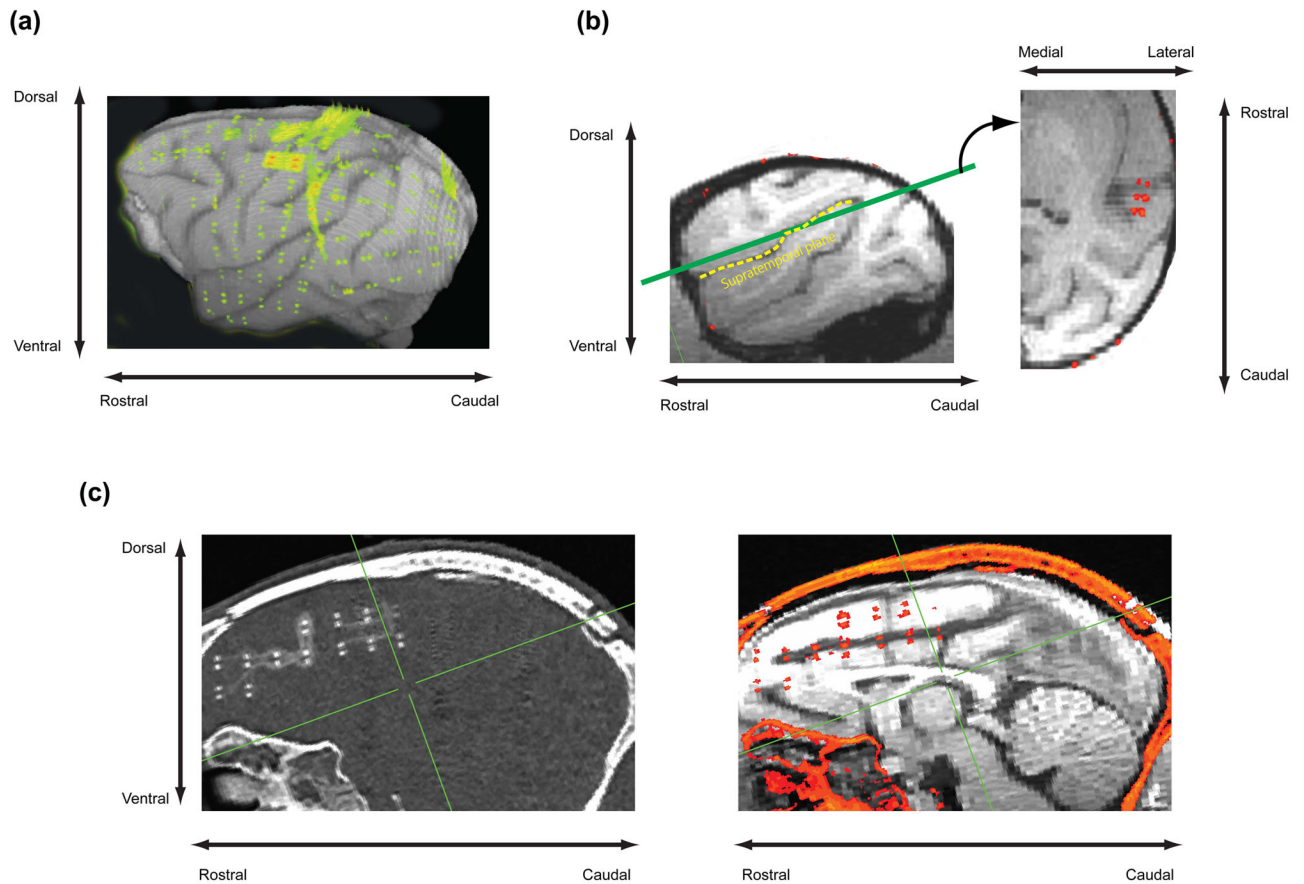 (a)
Dorsal
Ventral
Rostral
Caudal
(b)
Dorsal
Ventral
Rostral
Caudal
Supratemporal plane
Medial
Lateral
Rostral
Caudal
(c)
Dorsal
Ventral
Rostral
Caudal
Rostral
Caudal